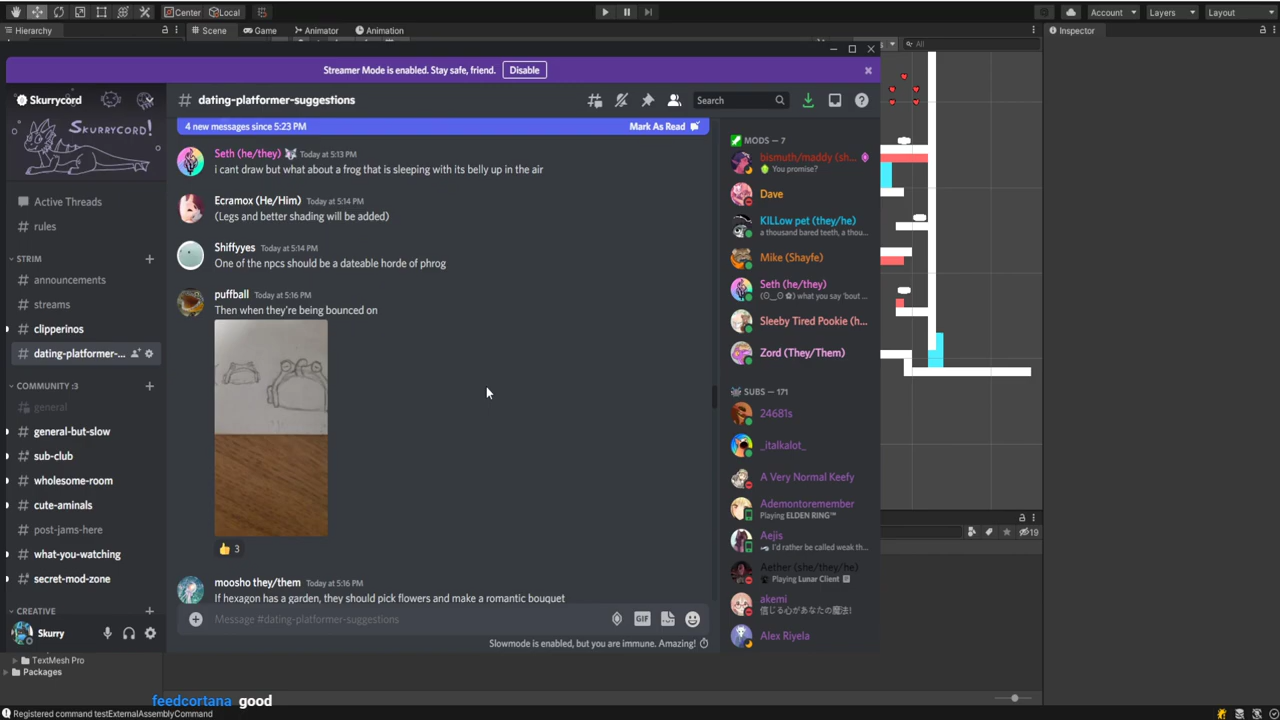 Center
Local
Account
Layers
Layout
Hierarchy
Scene
Game
Animator
Animation
Inspector
All
Streamer Mode is enabled. Stay safe, friend.
Disable
Skurrycord
SKURRYCORD!
Active Threads
rules
STRIM
announcements
streams
clipperinos
dating-platformer-...
COMMUNITY :3
general
general-but-slow
sub-club
wholesome-room
cute-aminals
post-jams-here
what-you-watching
secret-mod-zone
CREATIVE
Skurry
dating-platformer-suggestions
Search
4 new messages since 5:23 PM
Mark As Read
Seth (he/they) Today at 5:13 PM
i cant draw but what about a frog that is sleeping with its belly up in the air
Ecramox (He/Him) Today at 5:14 PM
(Legs and better shading will be added)
Shiffyyes Today at 5:14 PM
One of the npcs should be a dateable horde of phrog
puffball Today at 5:16 PM
Then when they're being bounced on
👍 3
moosho they/them Today at 5:16 PM
If hexagon has a garden, they should pick flowers and make a romantic bouquet
Message #dating-platformer-suggestions
GIF
Slowmode is enabled, but you are immune. Amazing!
MODS — 7
bismuth/maddy (sh...
You promise?
Dave
KILLow pet (they/he)
a thousand bared teeth, a thou...
Mike (Shayfe)
Seth (he/they)
what you say 'bout ...
Sleeby Tired Pookie (h...
Zord (They/Them)
SUBS — 171
24681s
_italkalot_
A Very Normal Keefy
Ademontoremember
Playing ELDEN RING™
Aejis
I'd rather be called weak th...
Aether (she/they/he)
Playing Lunar Client
akemi
信じる心があなたの魔法!
Alex Riyela
19
TextMesh Pro
Packages
feedcortana good
Registered command testExternalAssemblyCommand